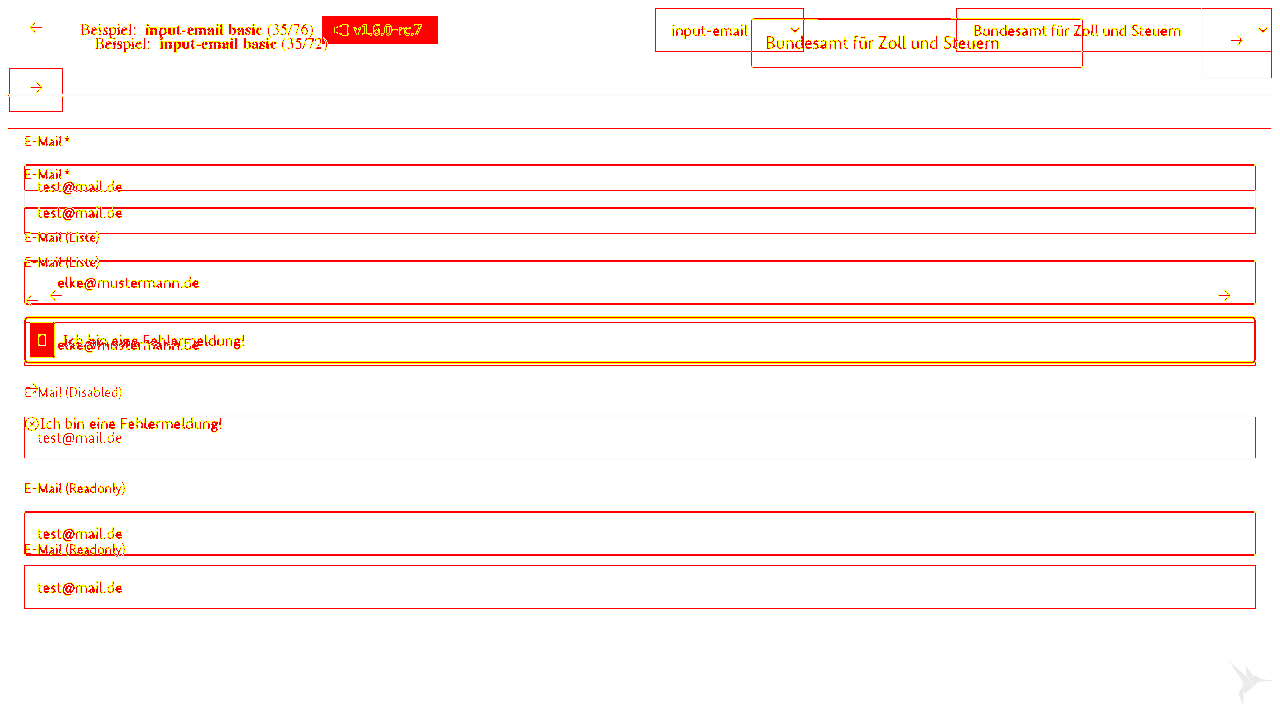 Beispiel: input-email basic (35/76) v1.6.0-rc.7 input-email Bundesamt für Zoll und Steuern
Beispiel: input-email basic (35/72) Bundesamt für Zoll und Steuern
E-Mail*
E-Mail*
test@mail.de
test@mail.de
E-Mail (Liste)
E-Mail (Liste)
elke@mustermann.de
Ich bin eine Fehlermeldung!
elke@mustermann.de
E-Mail (Disabled)
Ich bin eine Fehlermeldung!
test@mail.de
E-Mail (Readonly)
test@mail.de
E-Mail (Readonly)
test@mail.de